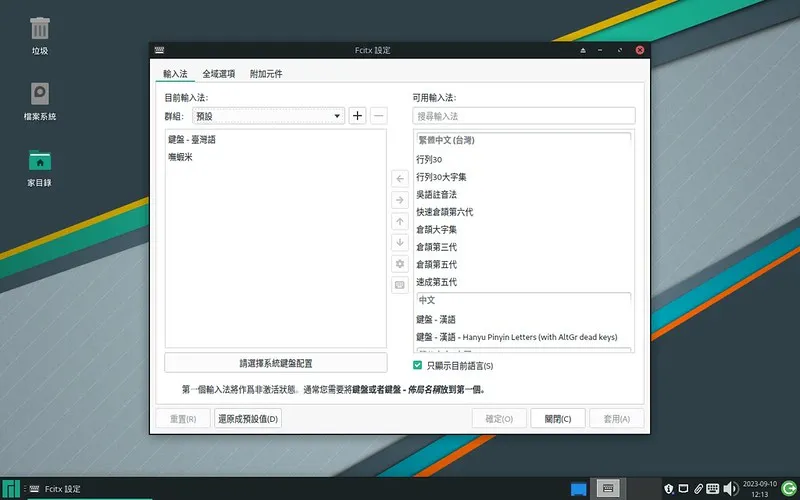 垃圾
檔案系統
家目錄
Fcitx 設定
輸入法
全域選項
附加元件
目前輸入法:
群組:
預設
鍵盤 - 臺灣語
嘸蝦米
請選擇系統鍵盤配置
可用輸入法:
搜尋輸入法
繁體中文 (台灣)
行列30
行列30大字集
吳語註音法
快速倉頡第六代
倉頡大字集
倉頡第三代
倉頡第五代
速成第五代
中文
鍵盤 - 漢語
鍵盤 - 漢語 - Hanyu Pinyin Letters (with AltGr dead keys)
只顯示目前語言(S)
第一個輸入法將作爲非激活狀態。通常您需要將鍵盤或者鍵盤 - 佈局名稱放到第一個。
重置(R)
還原成預設值(D)
確定(O)
關閉(C)
套用(A)
Fcitx 設定
2023-09-10
12:13